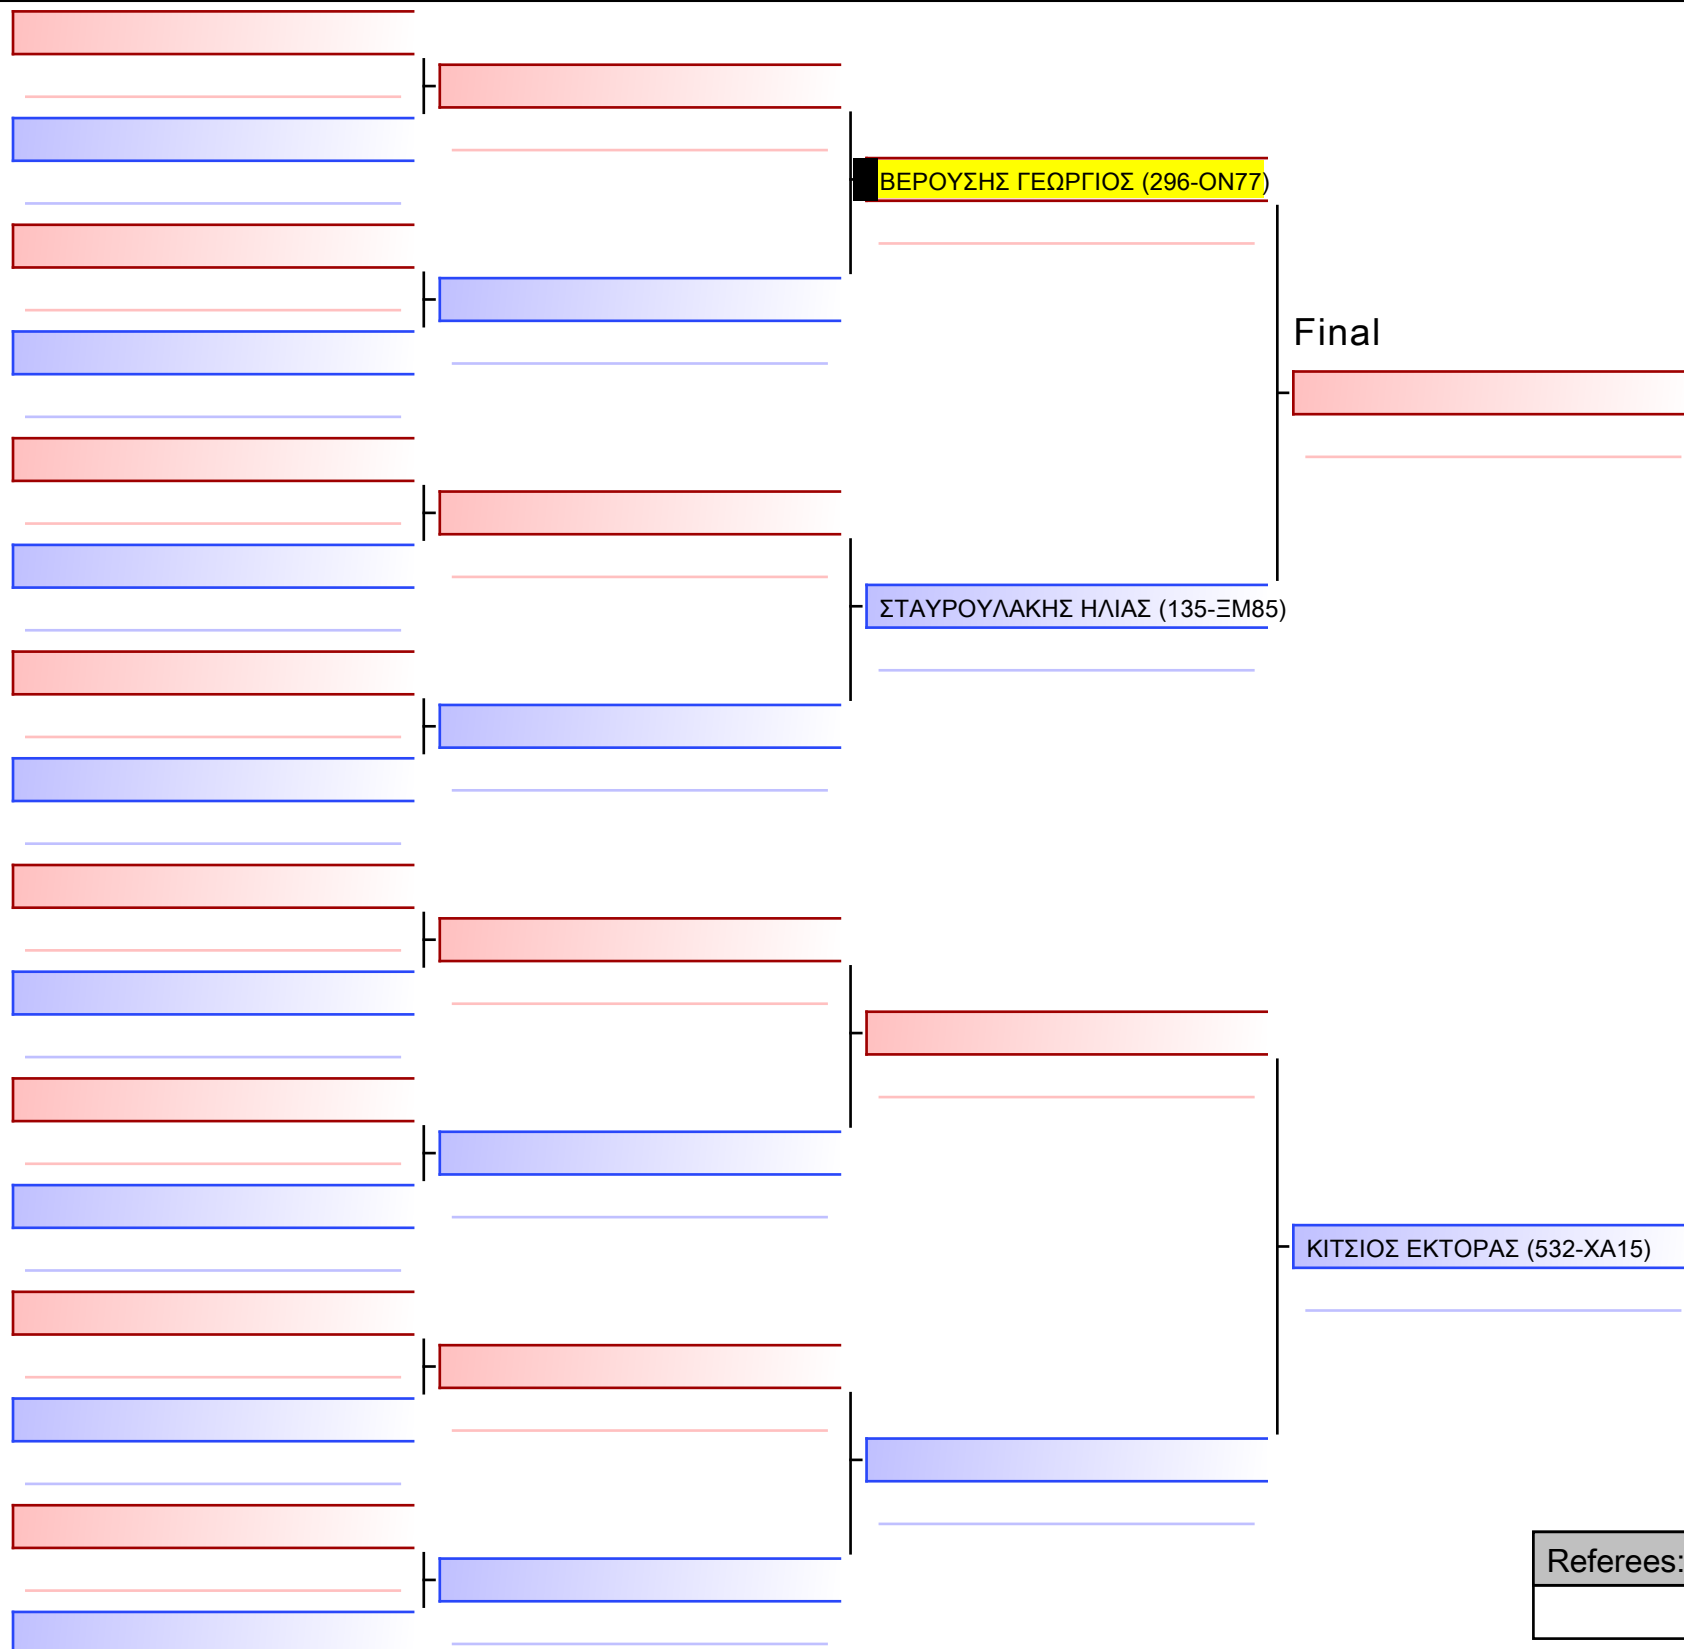 ΒΕΡΟΥΣΗΣ ΓΕΩΡΓΙΟΣ (296-ΟΝ77)
Final
ΣΤΑΥΡΟΥΛΑΚΗΣ ΗΛΙΑΣ (135-ΞΜ85)
ΚΙΤΣΙΟΣ ΕΚΤΟΡΑΣ (532-ΧΑ15)
Referees: